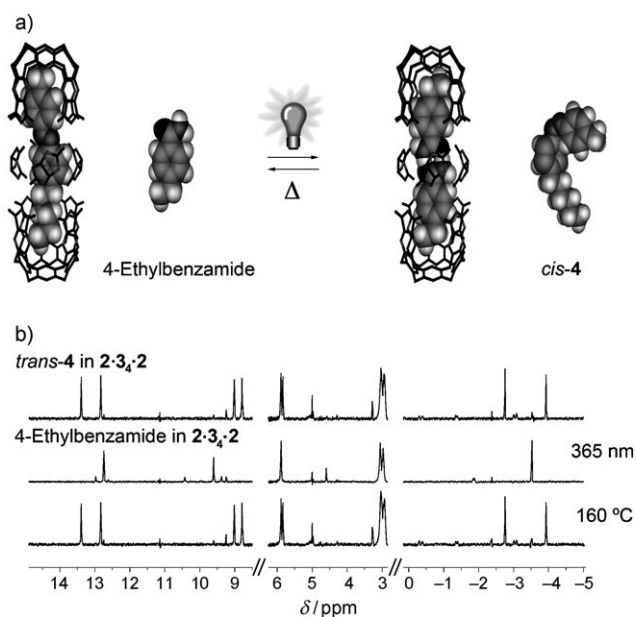 a)
Δ
4-Ethylbenzamide
cis-4
b)
trans-4 in 2·3₄·2
4-Ethylbenzamide in 2·3₄·2
365 nm
160 ºC
14 13 12 11 10 9 // 6 5 4 3 // 0 –1 –2 –3 –4 –5
δ / ppm